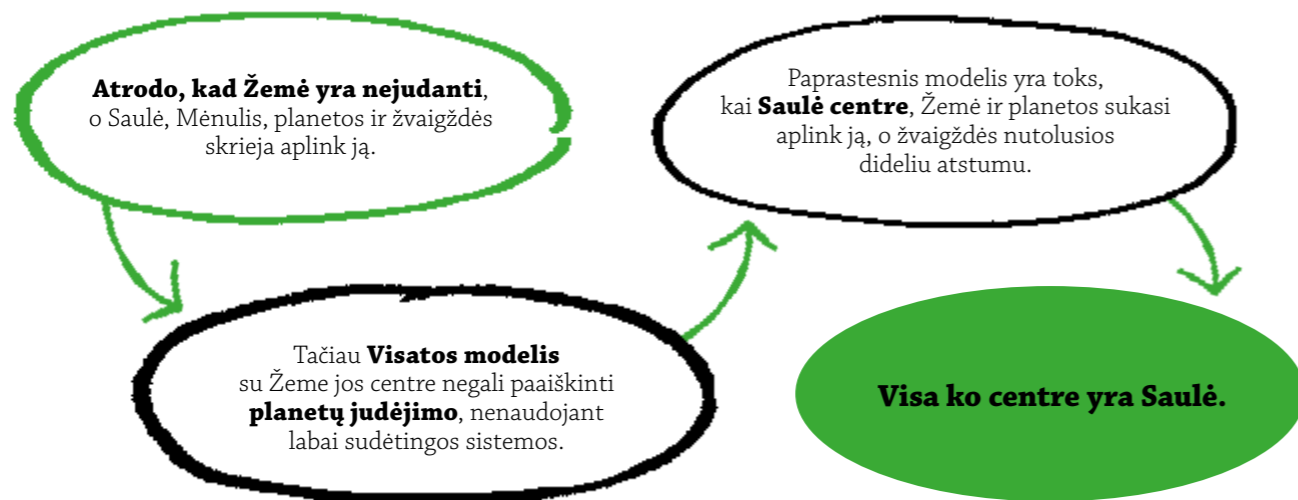 Atrodo, kad Žemė yra nejudanti,
o Saulė, Mėnulis, planetos ir žvaigždės
skrieja aplink ją.
Tačiau Visatos modelis
su Žeme jos centre negali paaiškinti
planetų judėjimo, nenaudojant
labai sudėtingos sistemos.
Paprastesnis modelis yra toks,
kai Saulė centre, Žemė ir planetos sukasi
aplink ją, o žvaigždės nutolusios
dideliu atstumu.
Visa ko centre yra Saulė.